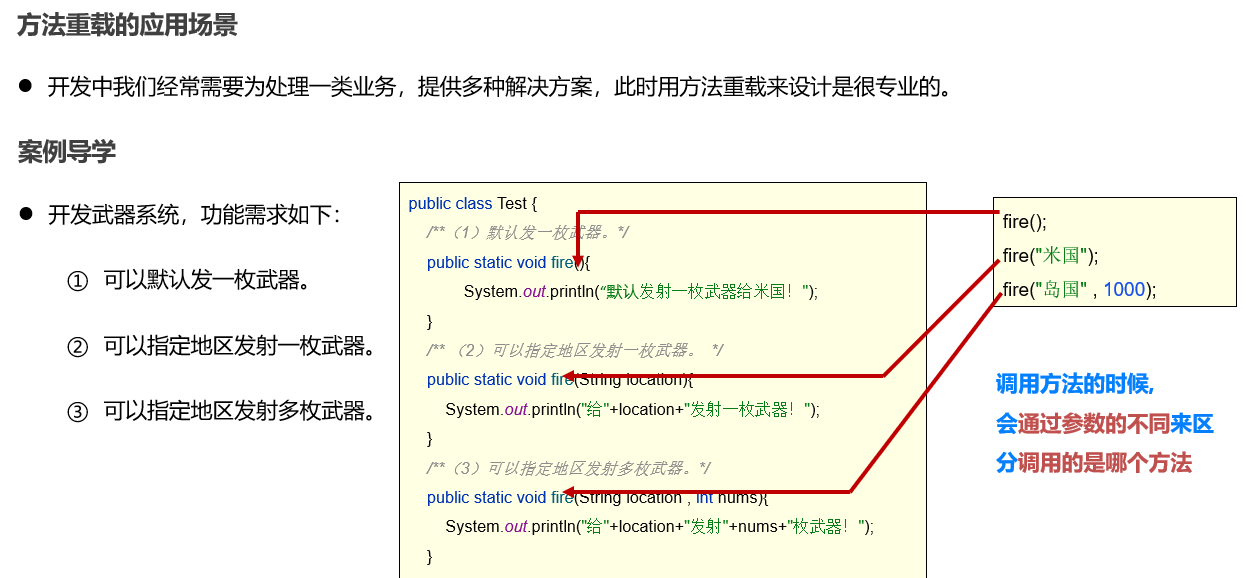 方法重载的应用场景
● 开发中我们经常需要为处理一类业务，提供多种解决方案，此时用方法重载来设计是很专业的。
案例导学
● 开发武器系统，功能需求如下：
① 可以默认发一枚武器。
② 可以指定地区发射一枚武器。
③ 可以指定地区发射多枚武器。
public class Test {
/**（1）默认发一枚武器。*/
public static void fire(){
System.out.println(“默认发射一枚武器给米国！");
}
/** （2）可以指定地区发射一枚武器。 */
public static void fire(String location){
System.out.println("给"+location+"发射一枚武器！");
}
/**（3）可以指定地区发射多枚武器。*/
public static void fire(String location , int nums){
System.out.println("给"+location+"发射"+nums+"枚武器！");
}
fire();
fire("米国");
fire("岛国" , 1000);
调用方法的时候,
会通过参数的不同来区
分调用的是哪个方法